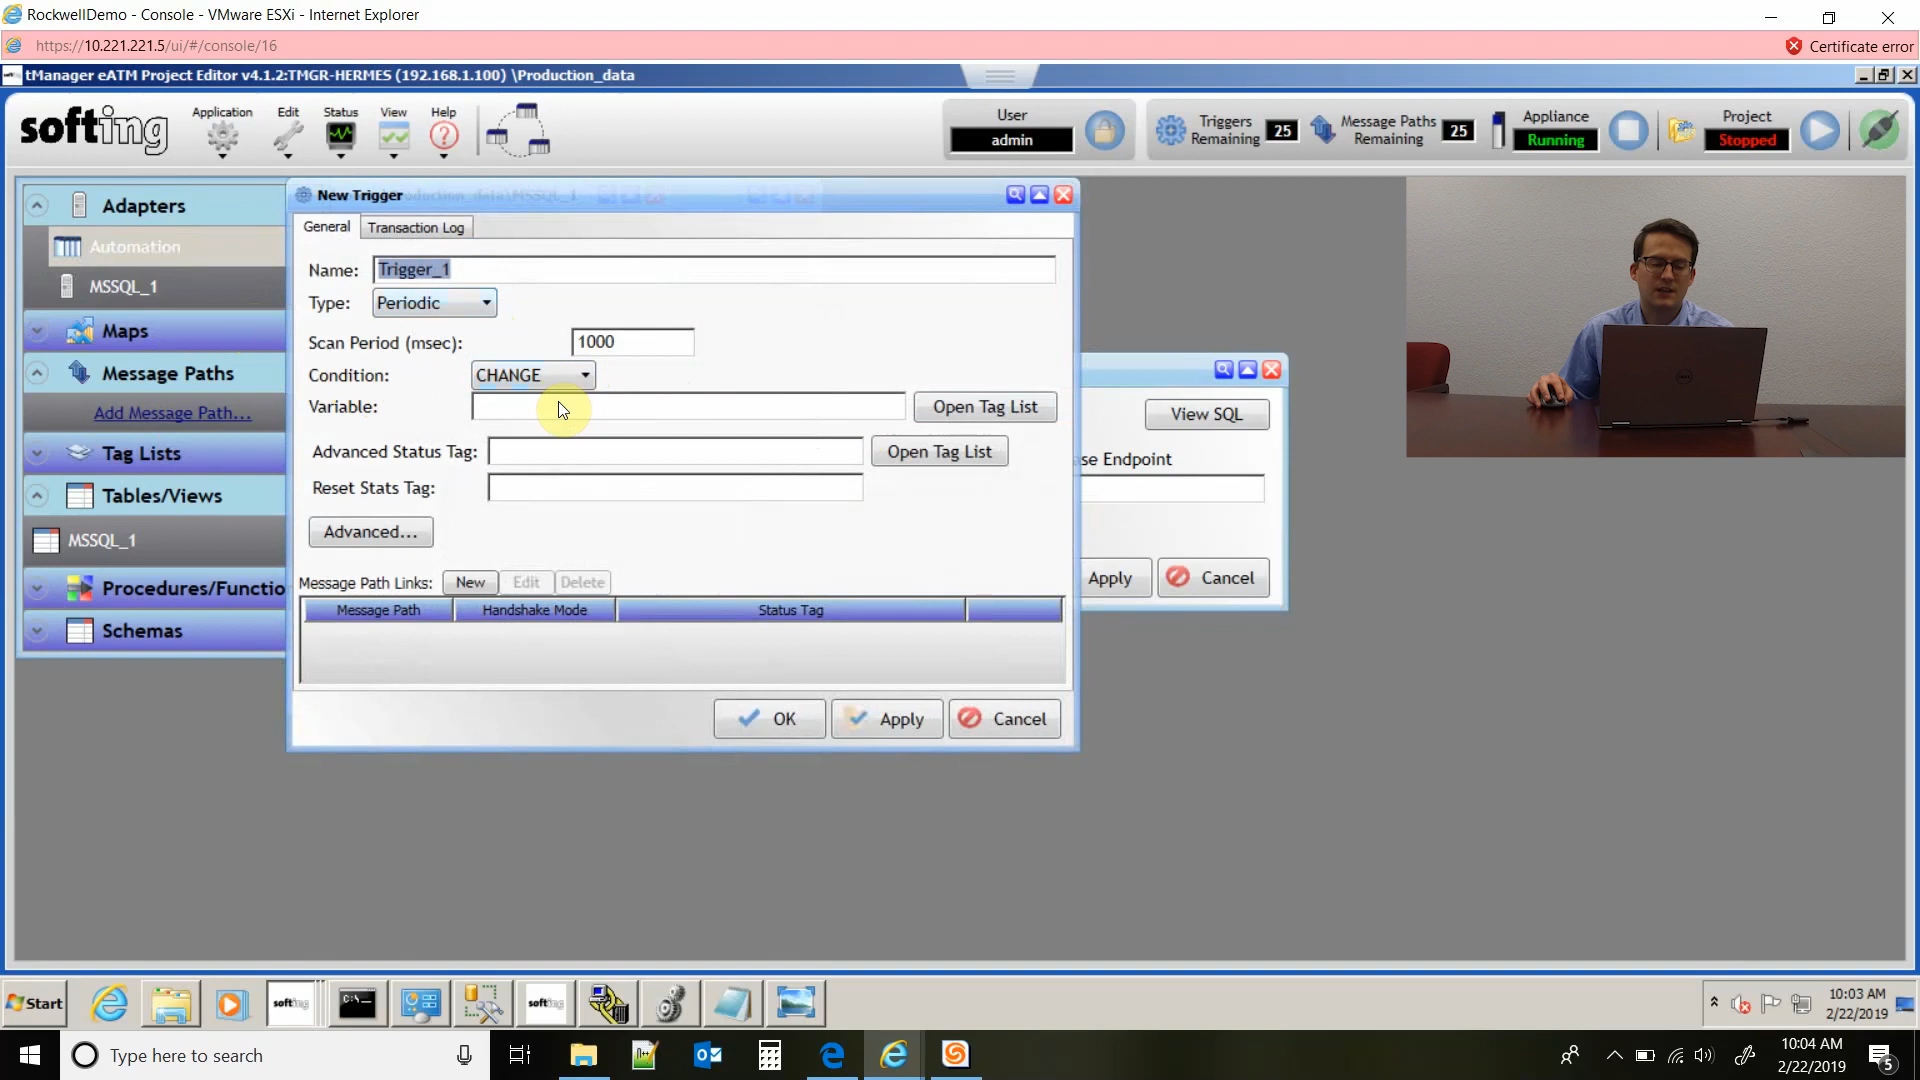 RockwellDemo - Console - VMware ESXi - Internet Explorer
https://10.221.221.5/ui/#/console/16
Certificate error
tManager eATM Project Editor v4.1.2:TMGR-HERMES (192.168.1.100) \Production_data
softing
Application
Edit
Status
View
Help
User
admin
Triggers Remaining
25
Message Paths Remaining
25
Appliance
Running
Project
Stopped
Adapters
Automation
MSSQL_1
Maps
Message Paths
Add Message Path...
Tag Lists
Tables/Views
MSSQL_1
Procedures/Functio
Schemas
New Trigger
General
Transaction Log
Name: Trigger_1
Type: Periodic
Scan Period (msec): 1000
Condition: CHANGE
Variable:
Open Tag List
Advanced Status Tag:
Open Tag List
Reset Stats Tag:
Advanced...
Message Path Links: New Edit Delete
Message Path Handshake Mode Status Tag
OK Apply Cancel
View SQL
se Endpoint
Apply Cancel
Start
softing
C:\_
softing
10:03 AM
2/22/2019
Type here to search
10:04 AM
2/22/2019
5